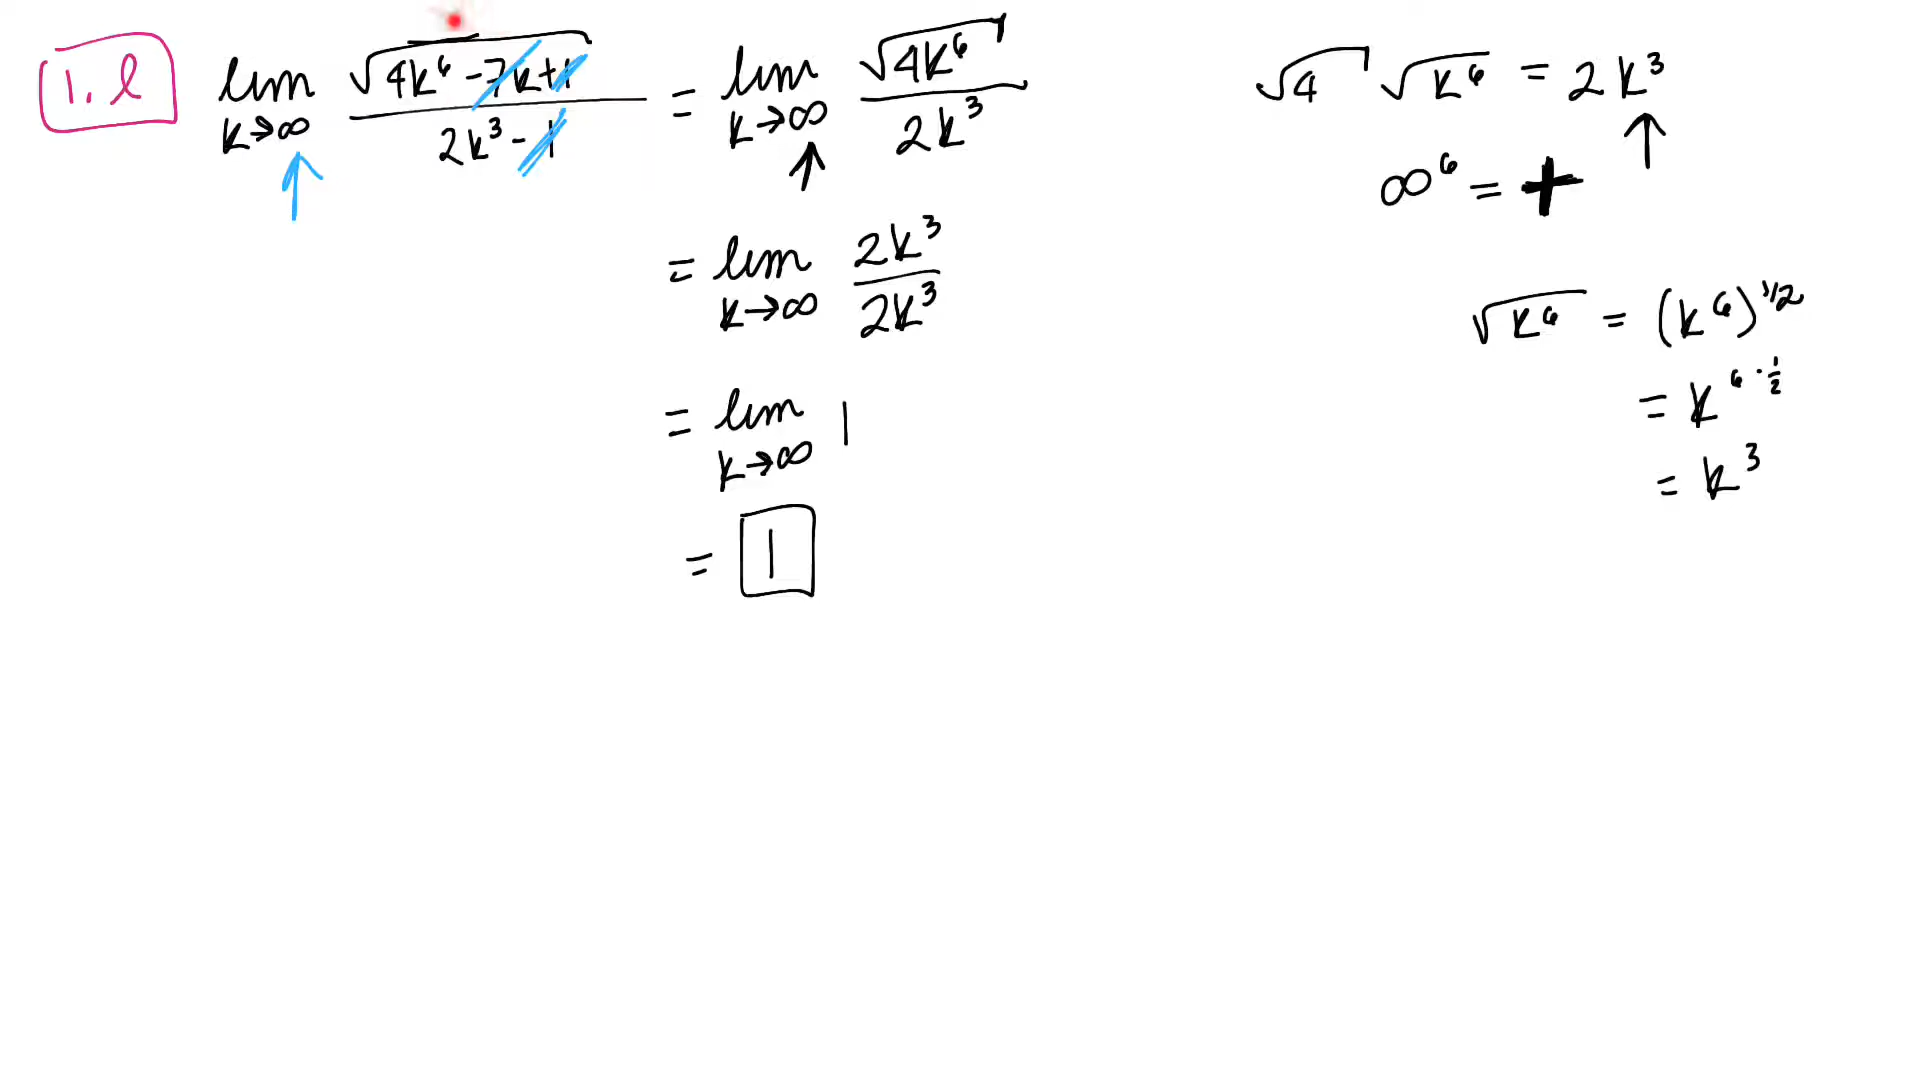 1. l lim k→∞ √(4k⁶ - 7k + 1) / (2k³ - 1) = lim k→∞ √(4k⁶) / (2k³)
= lim k→∞ 2k³ / 2k³
= lim k→∞ 1
= 1
√4 √k⁶ = 2k³
∞⁶ = +
√k⁶ = (k⁶)^1/2
= k^(6 · 1/2)
= k³